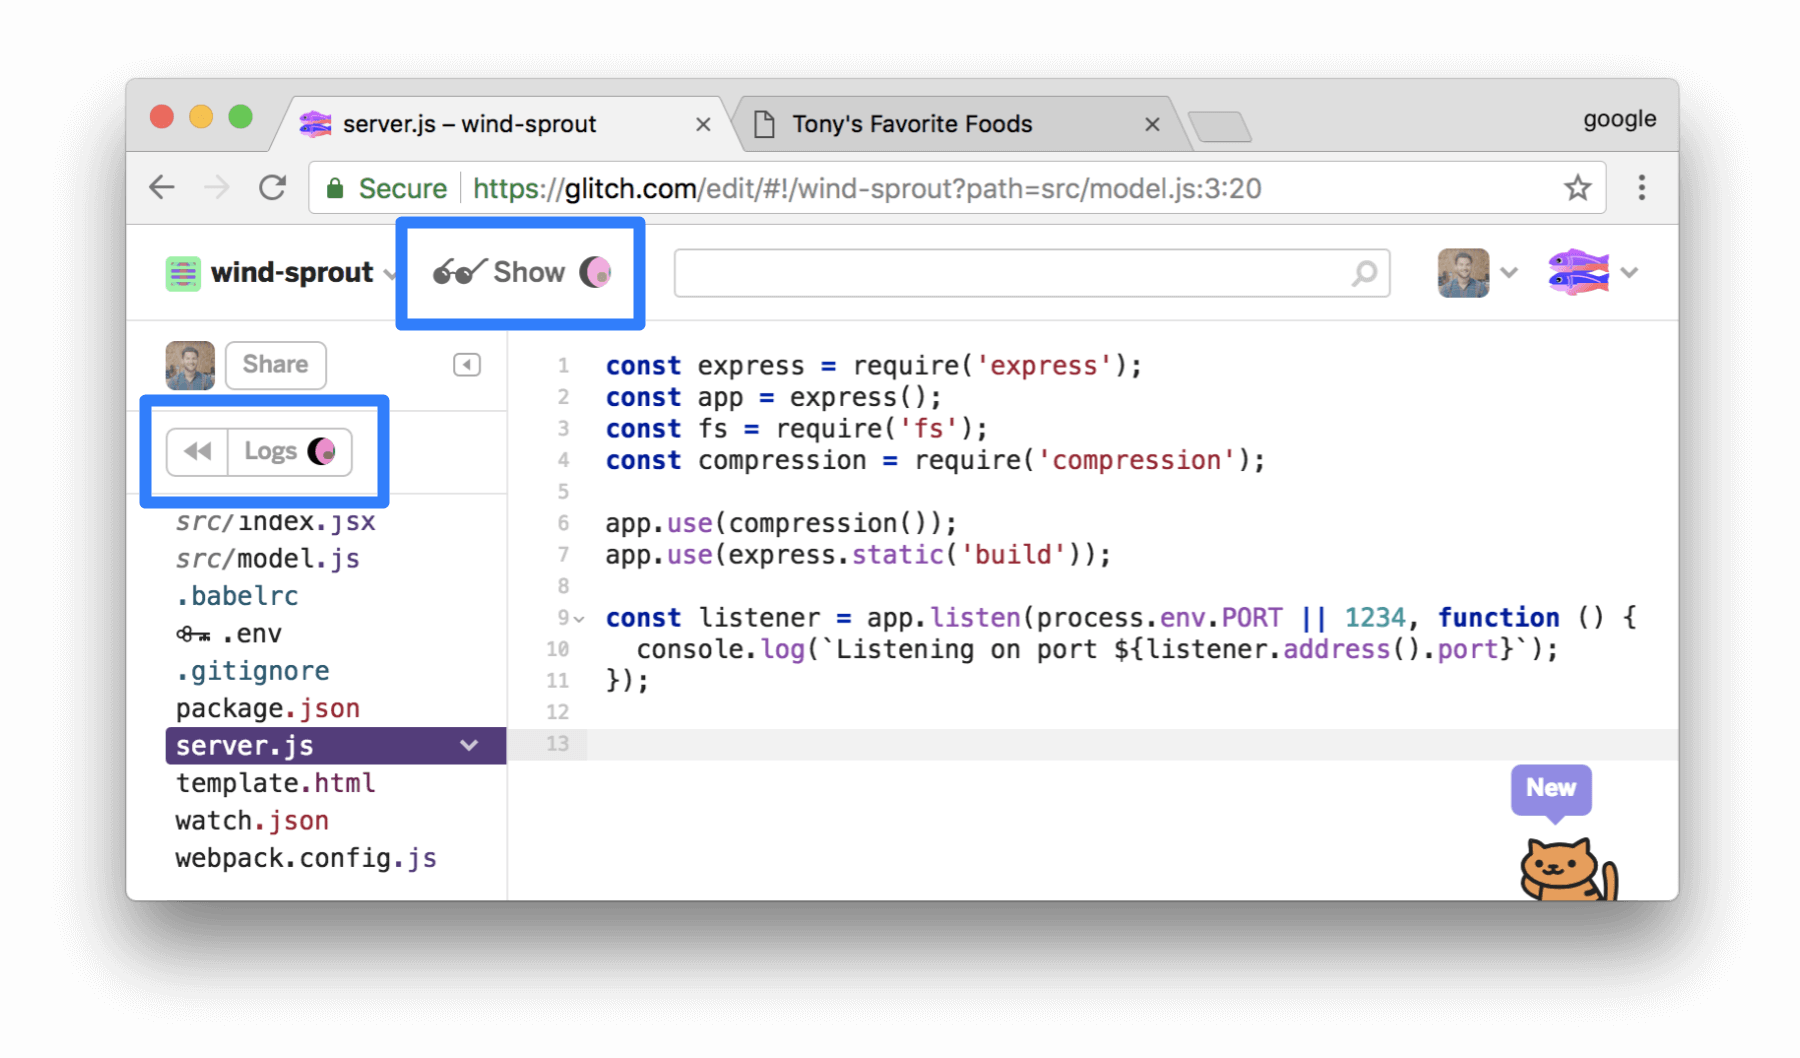 server.js – wind-sprout
Tony's Favorite Foods
google
Secure https://glitch.com/edit/#!/wind-sprout?path=src/model.js:3:20
wind-sprout
Show
Share
Logs
src/index.jsx
src/model.js
.babelrc
.env
.gitignore
package.json
server.js
template.html
watch.json
webpack.config.js
1 const express = require('express');
2 const app = express();
3 const fs = require('fs');
4 const compression = require('compression');
5
6 app.use(compression());
7 app.use(express.static('build'));
8
9 const listener = app.listen(process.env.PORT || 1234, function () {
10   console.log(`Listening on port ${listener.address().port}`);
11 });
12
13
New